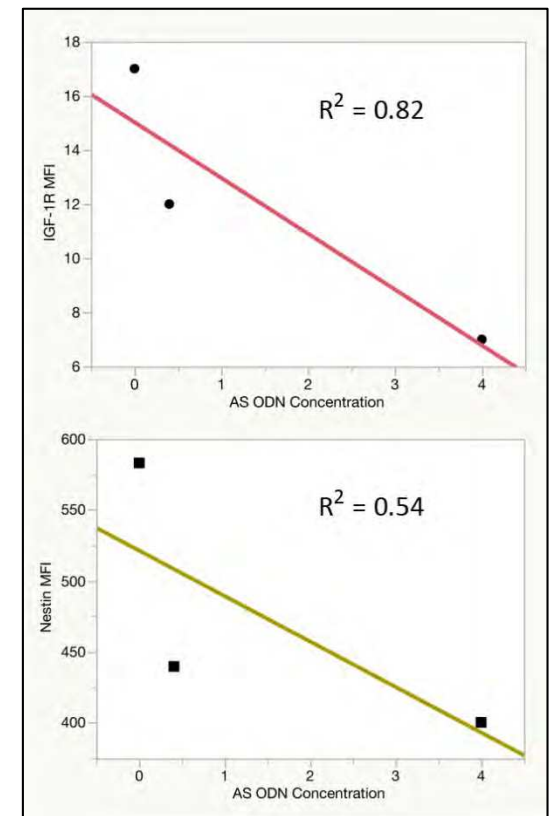 18
16
14
12
10
8
6
IGF-1R MFI
R² = 0.82
0 1 2 3 4
AS ODN Concentration
600
550
500
450
400
Nestin MFI
R² = 0.54
0 1 2 3 4
AS ODN Concentration